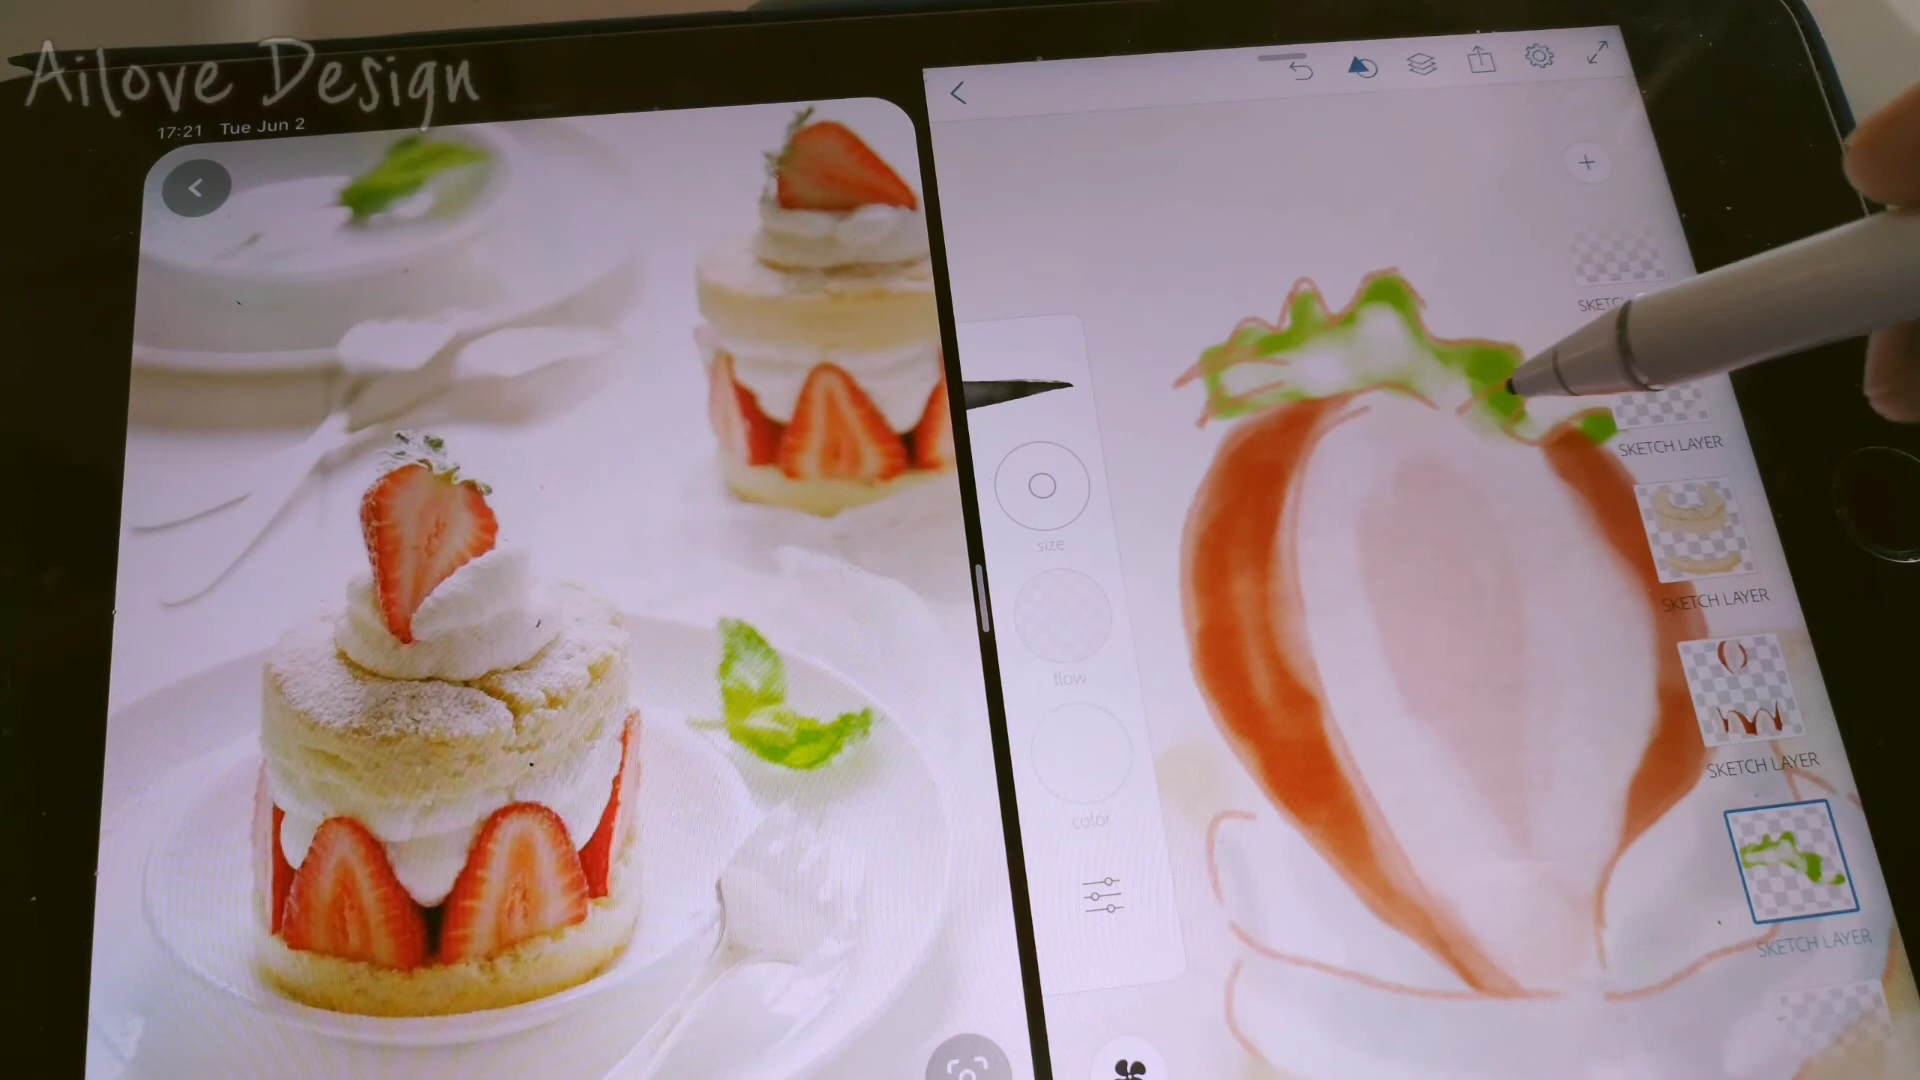 Ailove Design
17:21 Tue Jun 2
size
flow
color
SKETCH LAYER
SKETCH LAYER
SKETCH LAYER
SKETCH LAYER